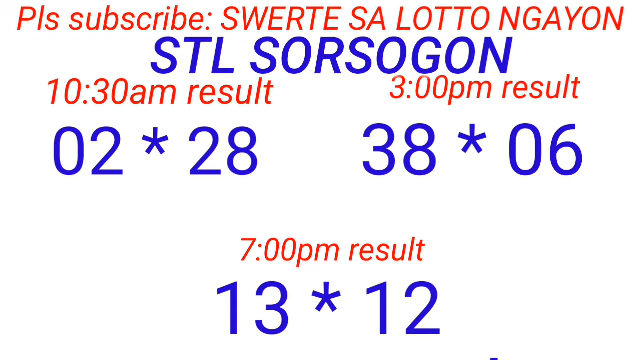 Pls subscribe: SWERTE SA LOTTO NGAYON
STL SORSOGON
10:30am result
3:00pm result
02 * 28
38 * 06
7:00pm result
13 * 12